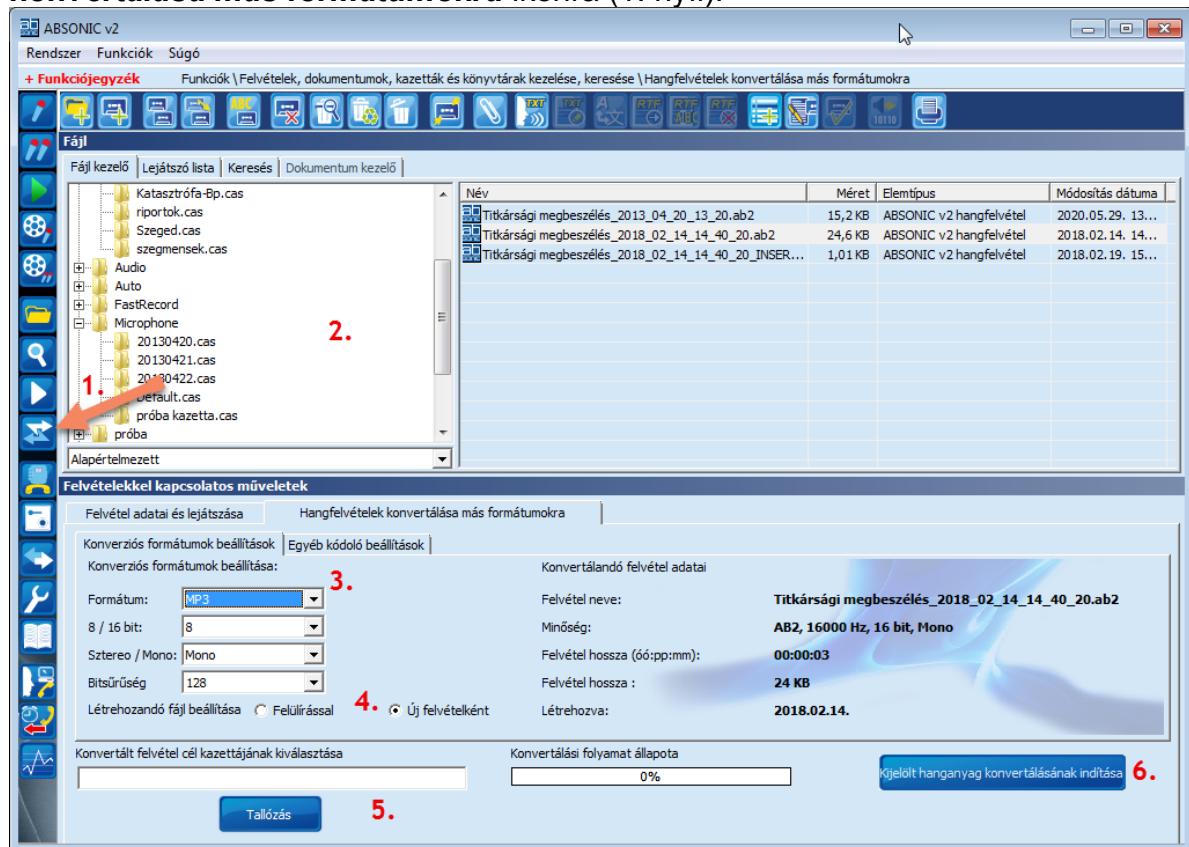 konvertálása más formátumokra
ABSONIC v2
Rendszer Funkciók Súgó
+ Funkciójegyzék Funkciók \ Felvételek, dokumentumok, kazetták és könyvtárak kezelése, keresése \ Hangfelvételek konvertálása más formátumokra
Fájl
Fájl kezelő Lejátszó lista Keresés Dokumentum kezelő
Katasztrófa-Bp.cas
riportok.cas
Szeged.cas
szegmensek.cas
Audio
Auto
FastRecord
Microphone
20130420.cas
20130421.cas
20130422.cas
Default.cas
próba kazetta.cas
próba
Alapértelmezett
1.
2.
Név Méret Elemtípus Módosítás dátuma
Titkársági megbeszélés_2013_04_20_13_20.ab2 15,2 KB ABSONIC v2 hangfelvétel 2020.05.29. 13...
Titkársági megbeszélés_2018_02_14_14_40_20.ab2 24,6 KB ABSONIC v2 hangfelvétel 2018.02.14. 14...
Titkársági megbeszélés_2018_02_14_14_40_20_INSER... 1,01 KB ABSONIC v2 hangfelvétel 2018.02.19. 15...
Felvételekkel kapcsolatos műveletek
Felvétel adatai és lejátszása Hangfelvételek konvertálása más formátumokra
Konverziós formátumok beállítások Egyéb kódoló beállítások
Konverziós formátumok beállítása:
3.
Formátum: MP3
8 / 16 bit: 8
Sztereo / Mono: Mono
Bitsűrűség 128
Létrehozandó fájl beállítása Felülírással 4. Új felvételként
Konvertálandó felvétel adatai
Felvétel neve: Titkársági megbeszélés_2018_02_14_14_40_20.ab2
Minőség: AB2, 16000 Hz, 16 bit, Mono
Felvétel hossza (óó:pp:mm): 00:00:03
Felvétel hossza : 24 KB
Létrehozva: 2018.02.14.
Konvertált felvétel cél kazettájának kiválasztása
Tallózás 5.
Konvertálási folyamat állapota
0%
Kijelölt hanganyag konvertálásának indítása 6.